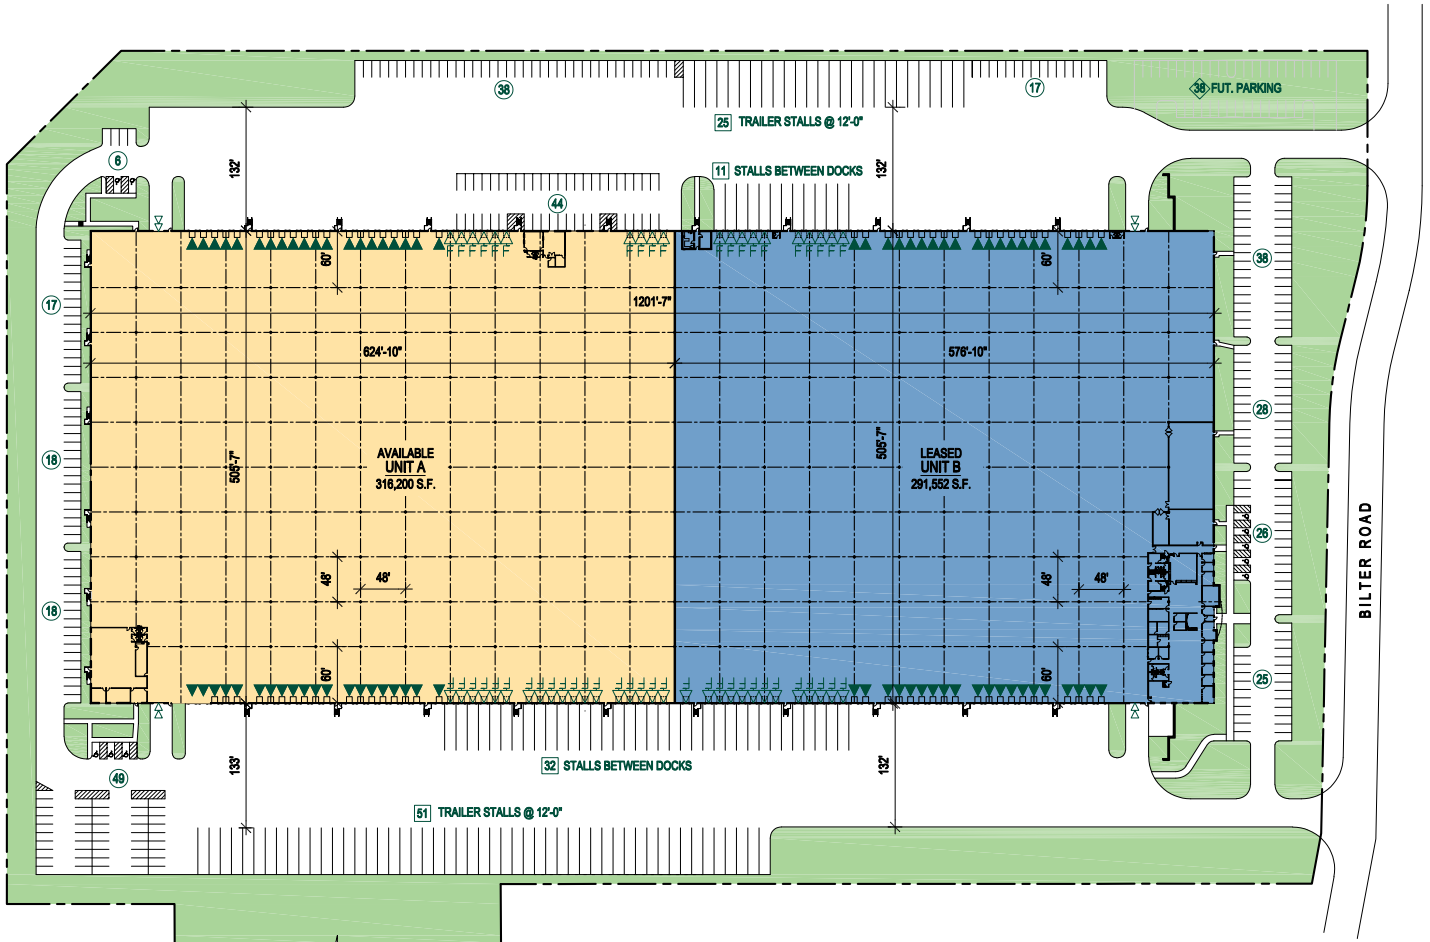 38
17
38 FUT. PARKING
25 TRAILER STALLS @ 12'-0"
6
132'
11 STALLS BETWEEN DOCKS
132'
44
60'
60'
38
17
1201'-7"
624'-10"
576'-10"
28
18
505'-7"
AVAILABLE
UNIT A
316,200 S.F.
505'-7"
LEASED
UNIT B
291,552 S.F.
26
BILTER ROAD
48'
48'
48'
48'
18
60'
60'
25
133'
32 STALLS BETWEEN DOCKS
132'
49
51 TRAILER STALLS @ 12'-0"